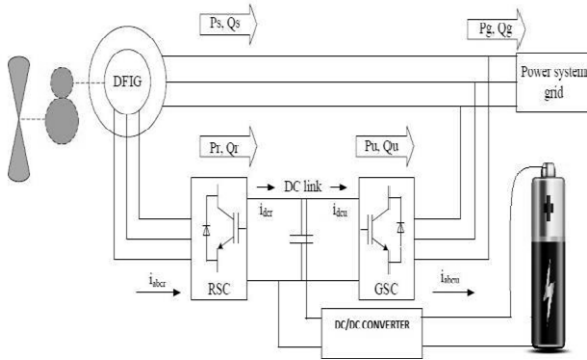 Ps, Qs
Pg, Qg
DFIG
Power system
grid
Pr, Qr
Pu, Qu
DC link
idcr
idcu
iabcr
RSC
GSC
iabcu
DC/DC CONVERTER